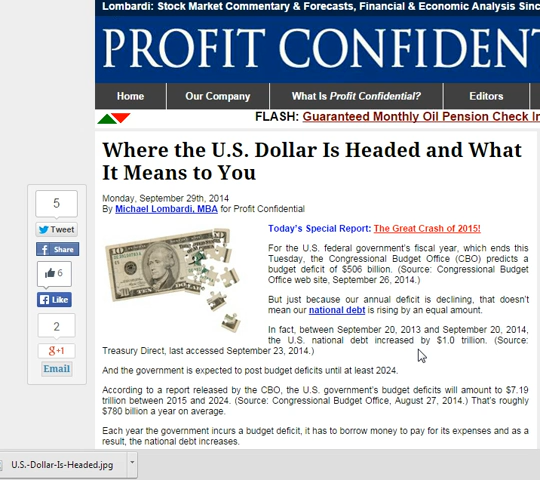 Lombardi: Stock Market Commentary & Forecasts, Financial & Economic Analysis Sinc
PROFIT CONFIDENT
Home Our Company What Is Profit Confidential? Editors
FLASH: Guaranteed Monthly Oil Pension Check In
Where the U.S. Dollar Is Headed and What
It Means to You
Monday, September 29th, 2014
By Michael Lombardi, MBA for Profit Confidential
5
Tweet
Share
6
Like
2
g+1
Email
Today's Special Report: The Great Crash of 2015!
For the U.S. federal government's fiscal year, which ends this
Tuesday, the Congressional Budget Office (CBO) predicts a
budget deficit of $506 billion. (Source: Congressional Budget
Office web site, September 26, 2014.)
But just because our annual deficit is declining, that doesn't
mean our national debt is rising by an equal amount.
In fact, between September 20, 2013 and September 20, 2014,
the U.S. national debt increased by $1.0 trillion. (Source:
Treasury Direct, last accessed September 23, 2014.)
And the government is expected to post budget deficits until at least 2024.
According to a report released by the CBO, the U.S. government's budget deficits will amount to $7.19
trillion between 2015 and 2024. (Source: Congressional Budget Office, August 27, 2014.) That's roughly
$780 billion a year on average.
Each year the government incurs a budget deficit, it has to borrow money to pay for its expenses and as a
result, the national debt increases.
U.S.-Dollar-Is-Headed.jpg